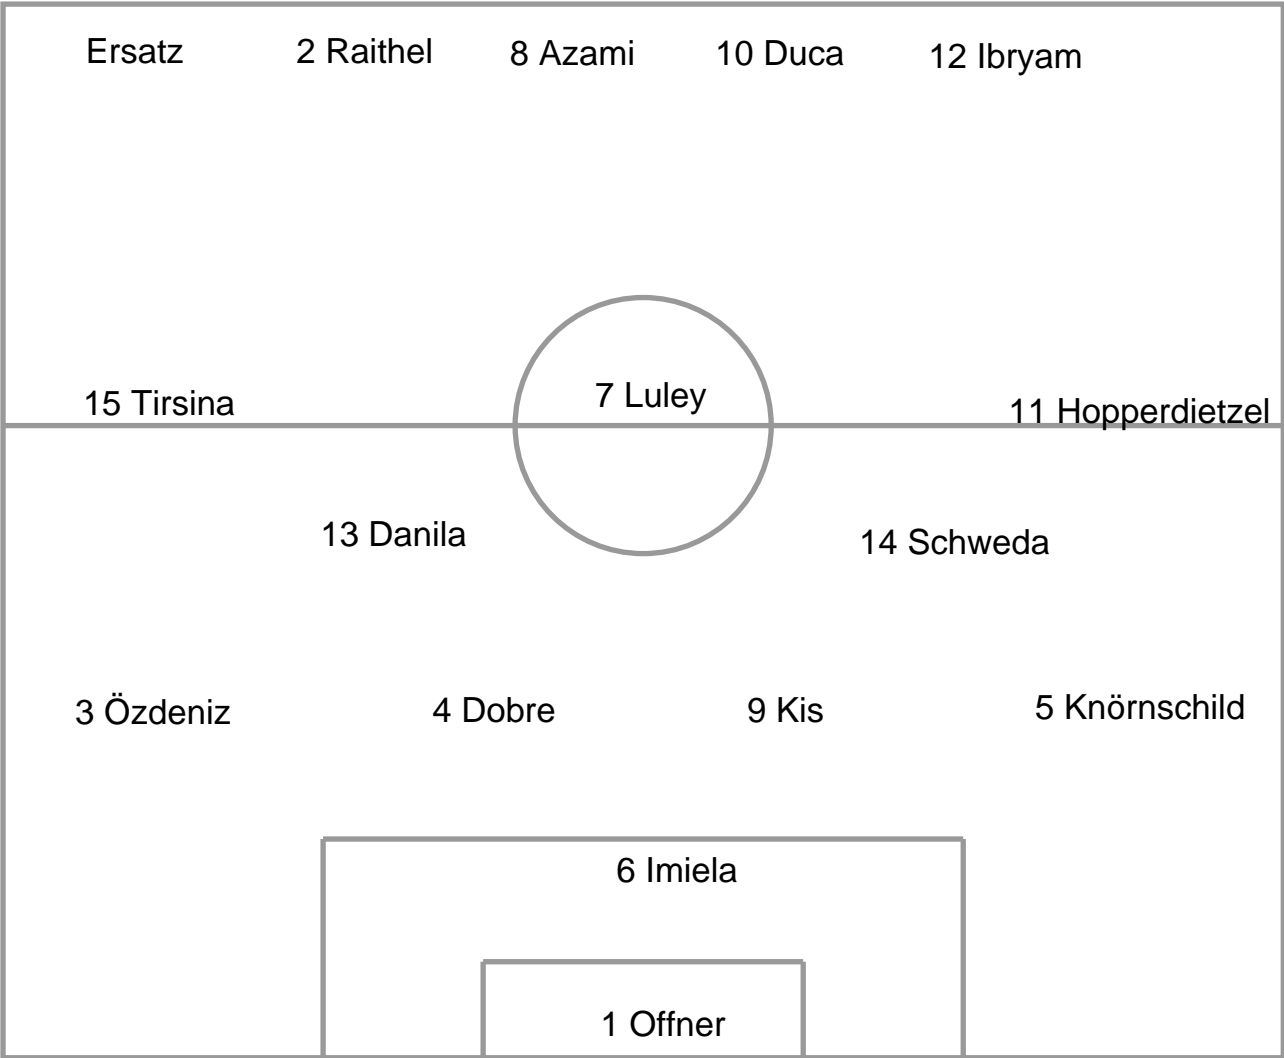 Ersatz 2 Raithel 8 Azami 10 Duca 12 Ibryam
15 Tirsina 7 Luley 11 Hopperdietzel
13 Danila 14 Schweda
3 Özdeniz 4 Dobre 9 Kis 5 Knörnschild
6 Imiela
1 Offner